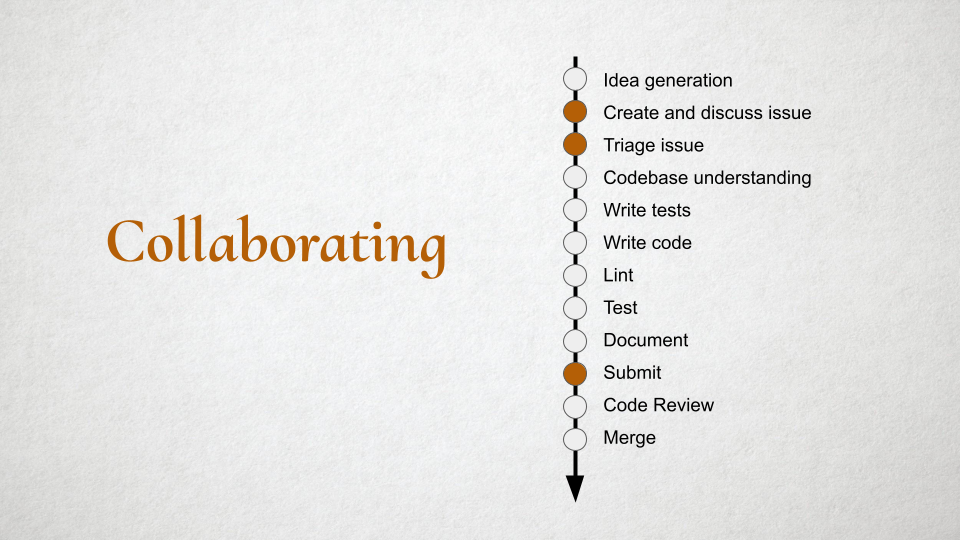 Collaborating
Idea generation
Create and discuss issue
Triage issue
Codebase understanding
Write tests
Write code
Lint
Test
Document
Submit
Code Review
Merge